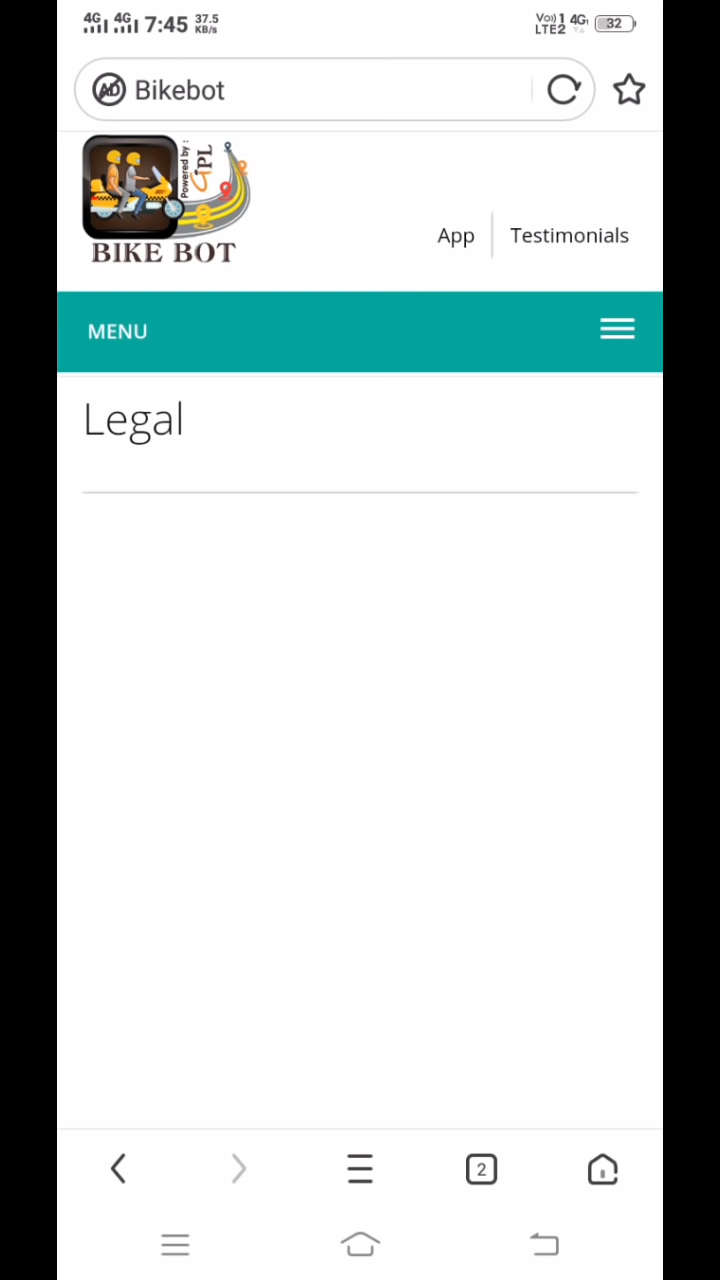 4G 4G 7:45 37.5 KB/s Vo) 1 4G LTE2 32
AD Bikebot
Powered by :
GPL
BIKE BOT
App Testimonials
MENU
Legal
2